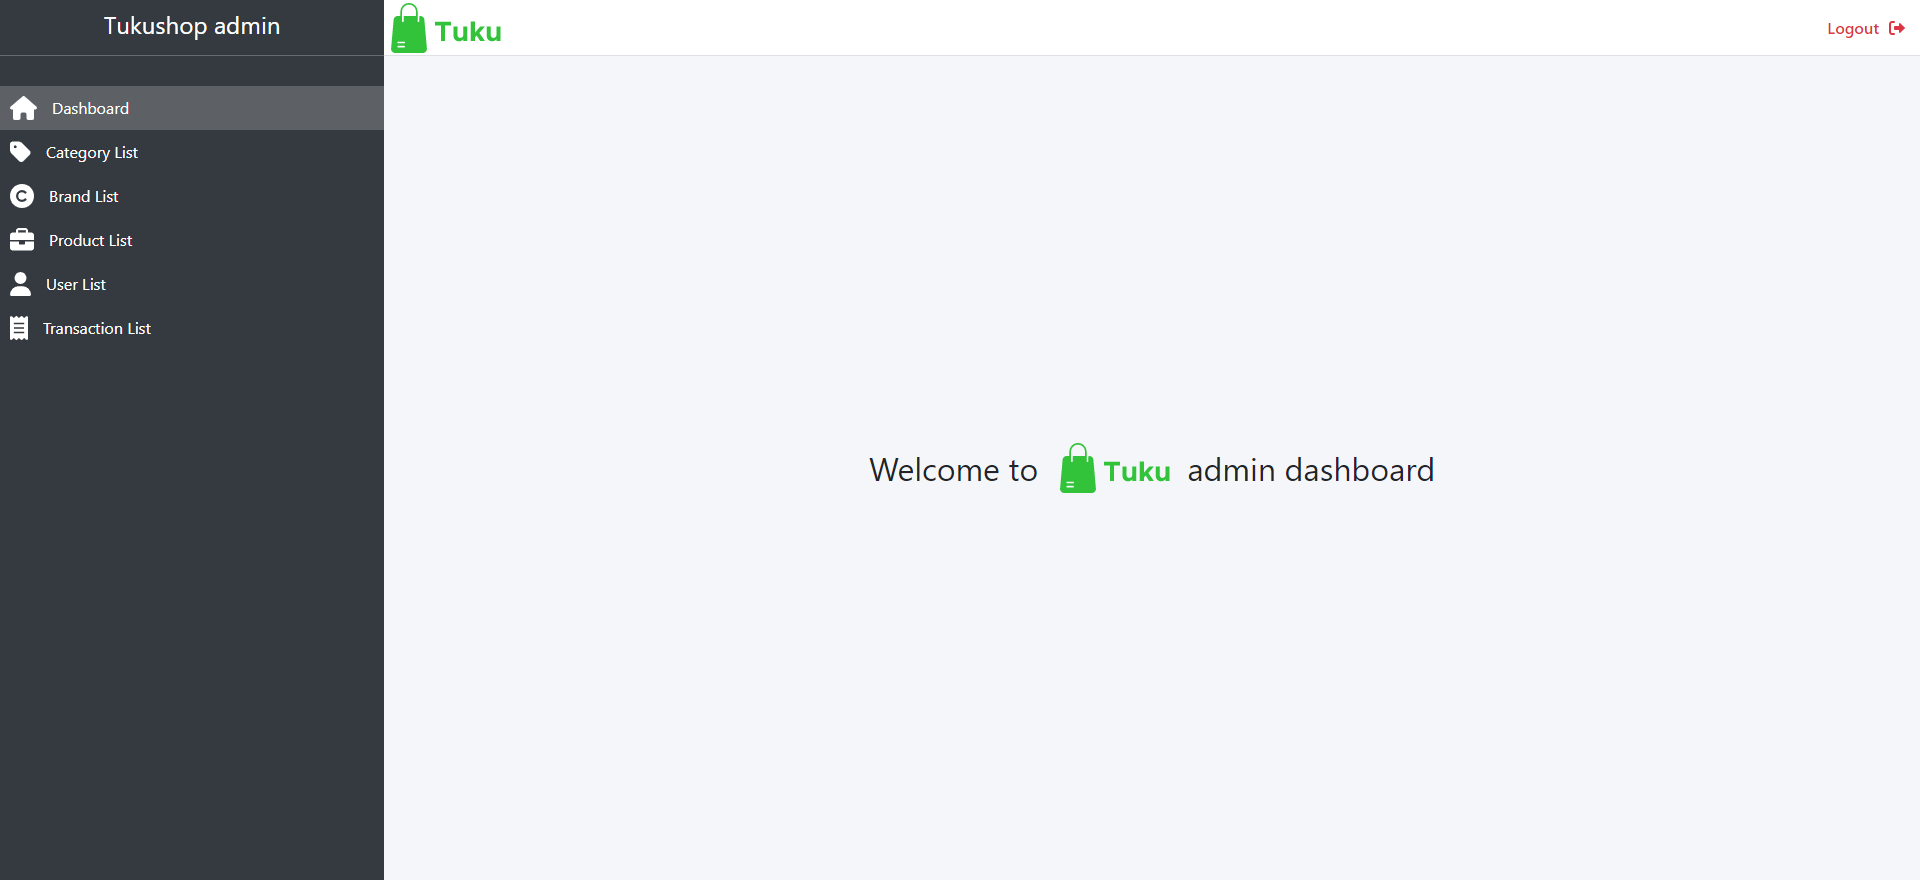 Tukushop admin
Tuku
Logout
Dashboard
Category List
Brand List
Product List
User List
Transaction List
Welcome to Tuku admin dashboard